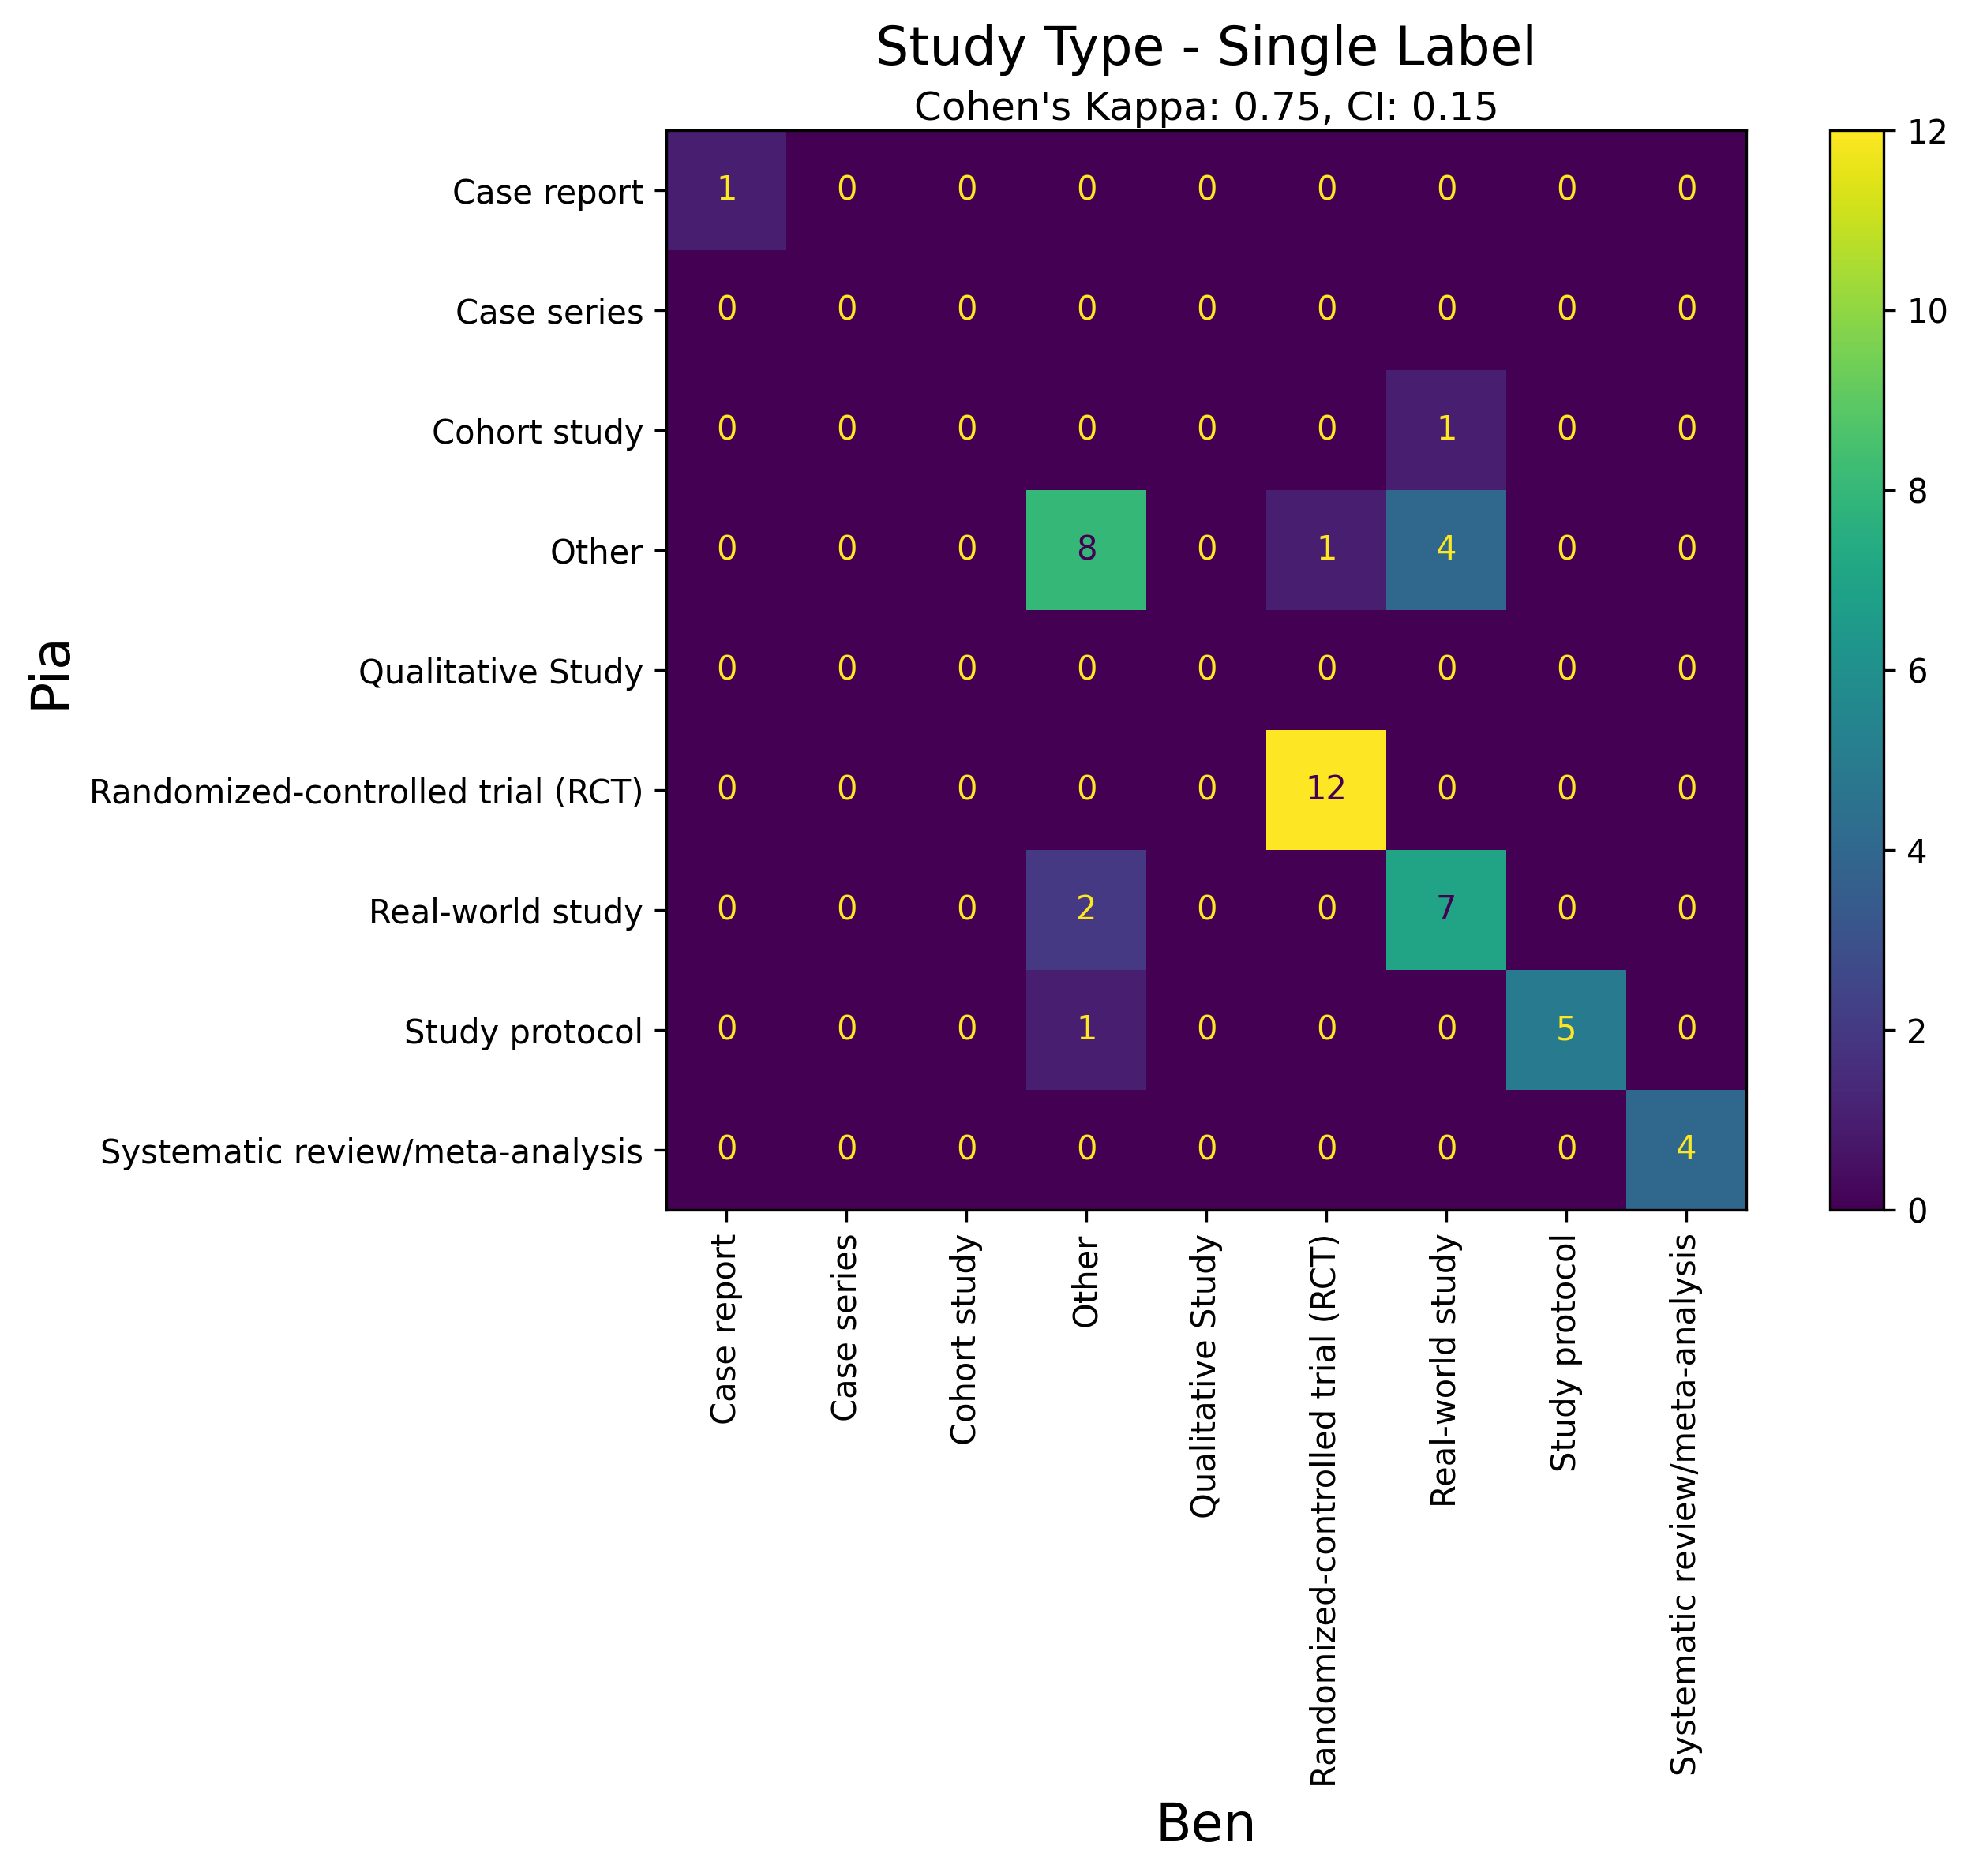 Study Type - Single Label
Cohen's Kappa: 0.75, CI: 0.15
Pia
Case report 1 0 0 0 0 0 0 0 0
Case series 0 0 0 0 0 0 0 0 0
Cohort study 0 0 0 0 0 0 1 0 0
Other 0 0 0 8 0 1 4 0 0
Qualitative Study 0 0 0 0 0 0 0 0 0
Randomized-controlled trial (RCT) 0 0 0 0 0 12 0 0 0
Real-world study 0 0 0 2 0 0 7 0 0
Study protocol 0 0 0 1 0 0 0 5 0
Systematic review/meta-analysis 0 0 0 0 0 0 0 0 4
Case report
Case series
Cohort study
Other
Qualitative Study
Randomized-controlled trial (RCT)
Real-world study
Study protocol
Systematic review/meta-analysis
Ben
12
10
8
6
4
2
0